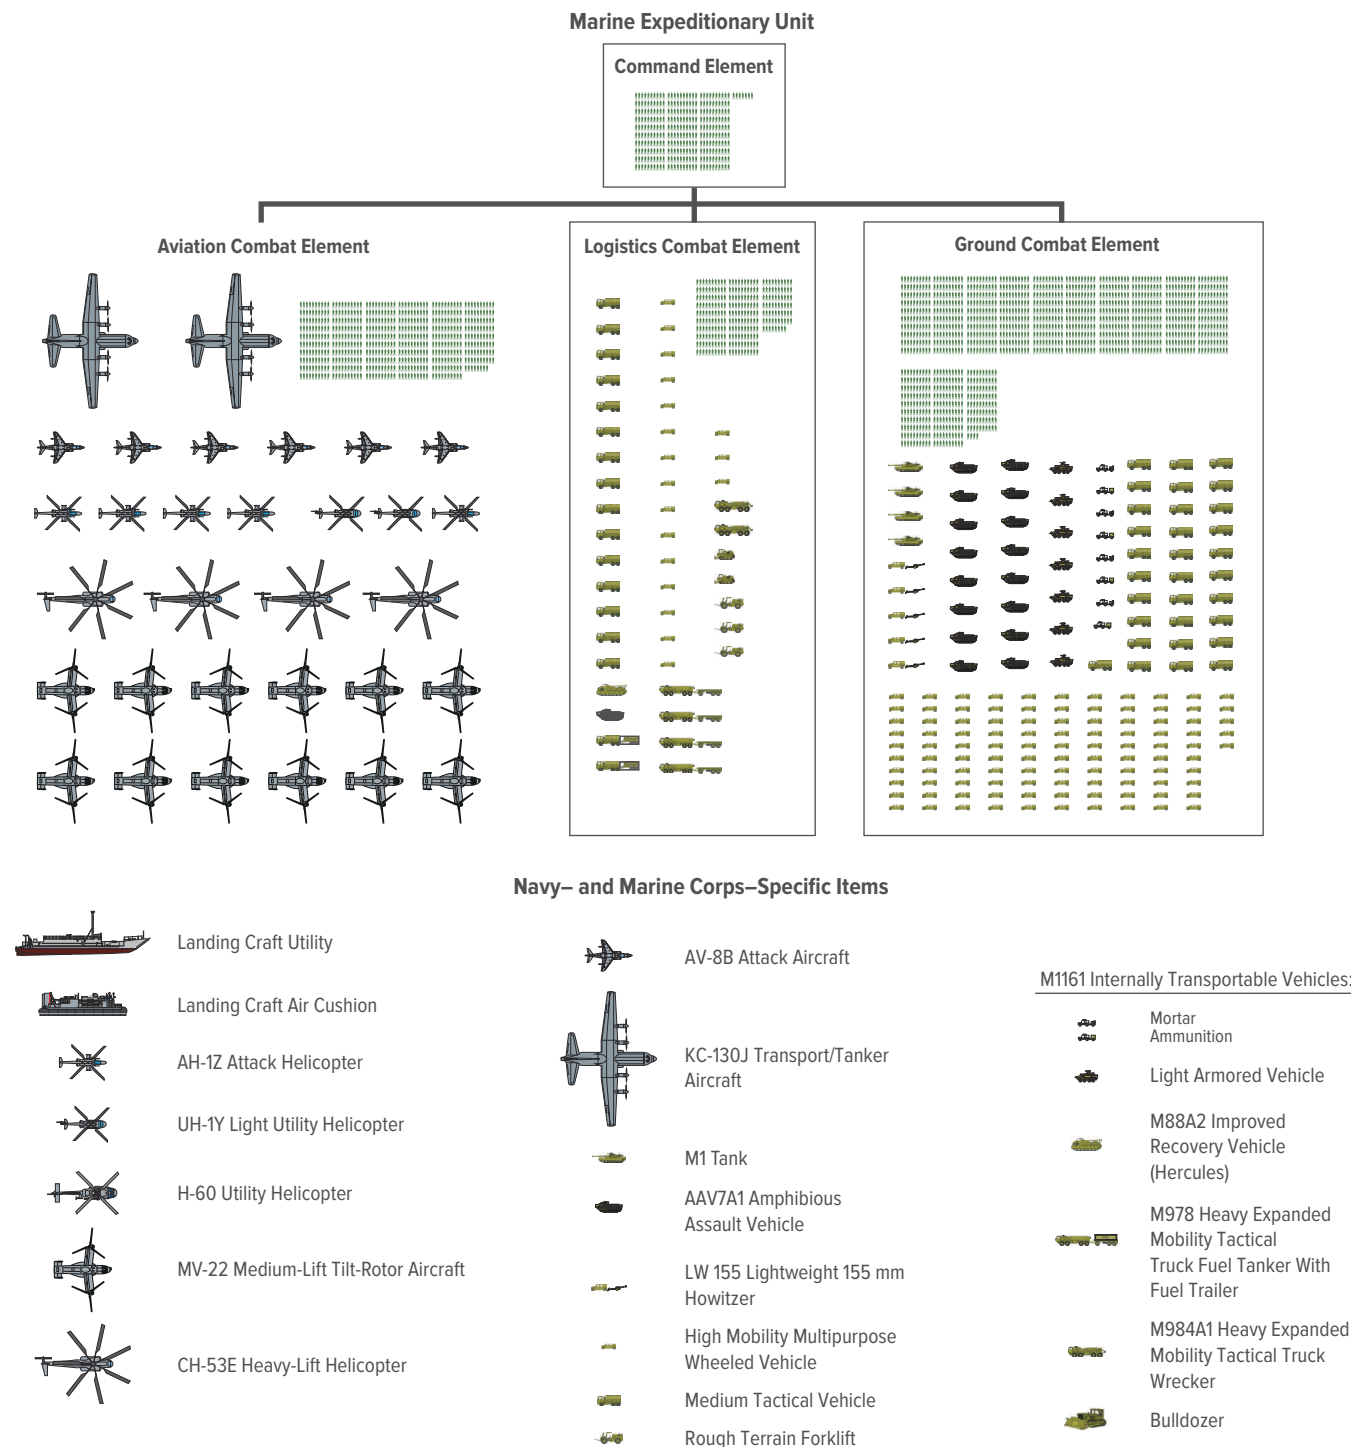 Marine Expeditionary Unit
Command Element
Aviation Combat Element
Logistics Combat Element
Ground Combat Element
Navy– and Marine Corps–Specific Items
Landing Craft Utility
Landing Craft Air Cushion
AH-1Z Attack Helicopter
UH-1Y Light Utility Helicopter
H-60 Utility Helicopter
MV-22 Medium-Lift Tilt-Rotor Aircraft
CH-53E Heavy-Lift Helicopter
AV-8B Attack Aircraft
KC-130J Transport/Tanker
Aircraft
M1 Tank
AAV7A1 Amphibious
Assault Vehicle
LW 155 Lightweight 155 mm
Howitzer
High Mobility Multipurpose
Wheeled Vehicle
Medium Tactical Vehicle
Rough Terrain Forklift
M1161 Internally Transportable Vehicles:
Mortar
Ammunition
Light Armored Vehicle
M88A2 Improved
Recovery Vehicle
(Hercules)
M978 Heavy Expanded
Mobility Tactical
Truck Fuel Tanker With
Fuel Trailer
M984A1 Heavy Expanded
Mobility Tactical Truck
Wrecker
Bulldozer